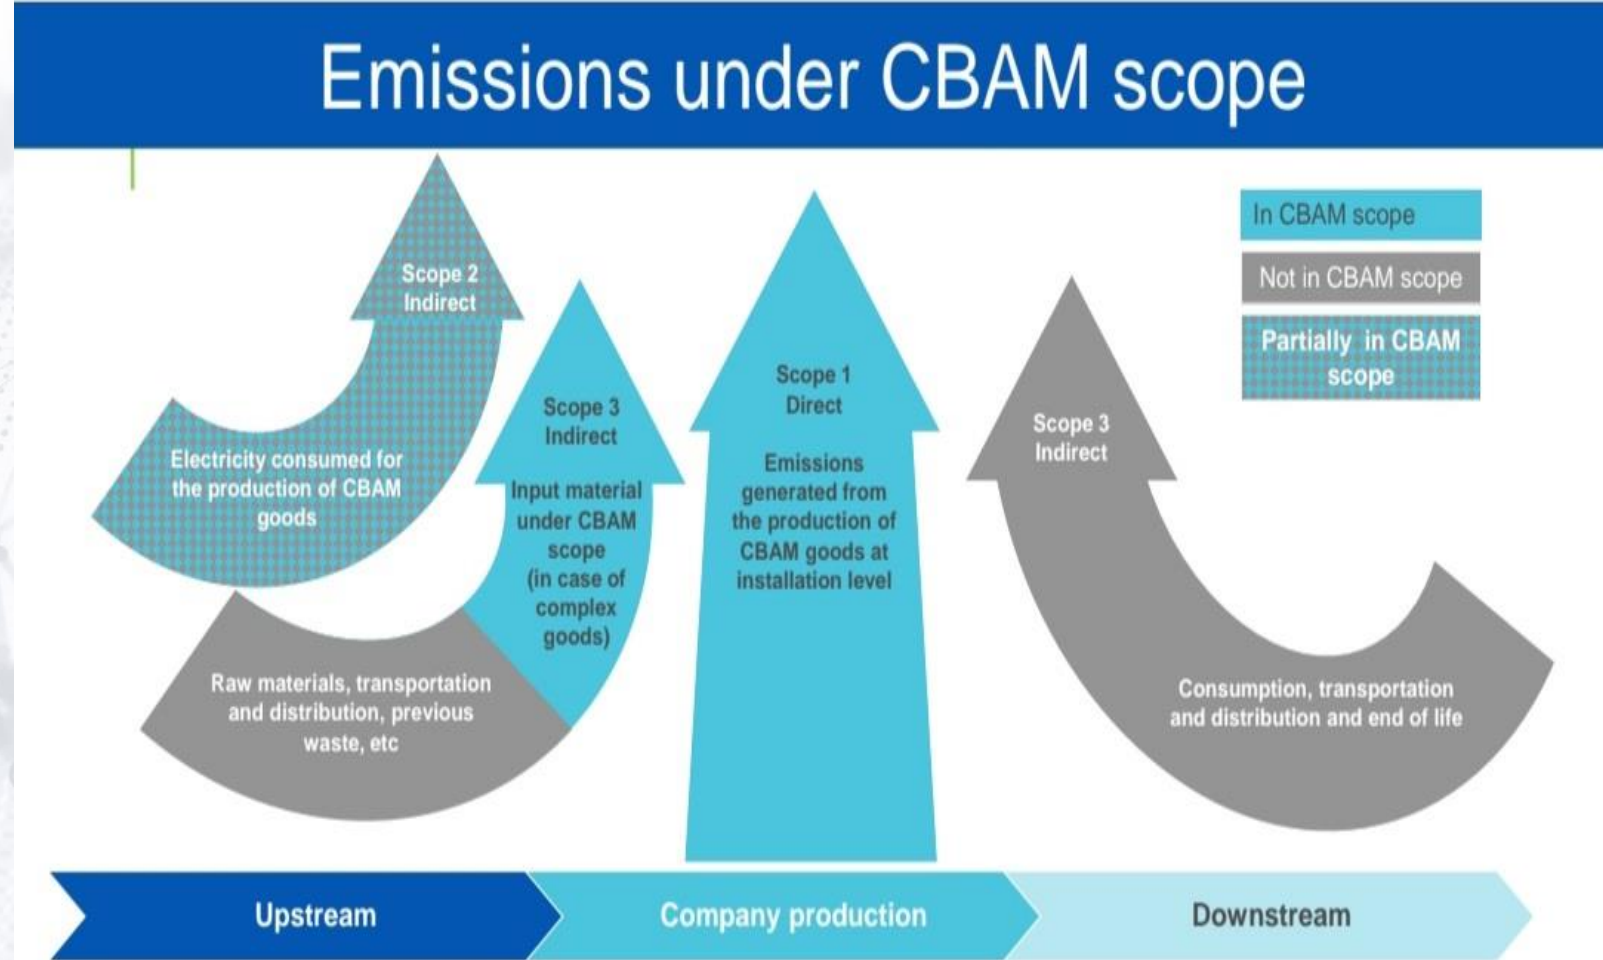 Emissions under CBAM scope
In CBAM scope
Not in CBAM scope
Partially in CBAM
scope
Scope 2
Indirect
Electricity consumed for
the production of CBAM
goods
Scope 3
Indirect
Input material
under CBAM
scope
(in case of
complex
goods)
Raw materials, transportation
and distribution, previous
waste, etc
Scope 1
Direct
Emissions
generated from
the production of
CBAM goods at
installation level
Scope 3
Indirect
Consumption, transportation
and distribution and end of life
Upstream
Company production
Downstream